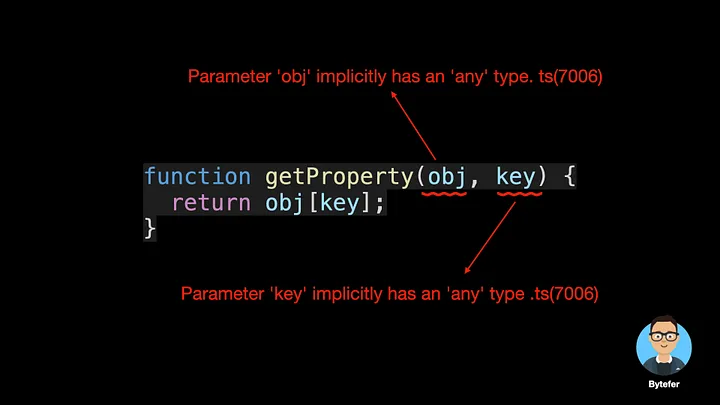 Parameter 'obj' implicitly has an 'any' type. ts(7006)
function getProperty(obj, key) {
  return obj[key];
}
Parameter 'key' implicitly has an 'any' type .ts(7006)
Bytefer